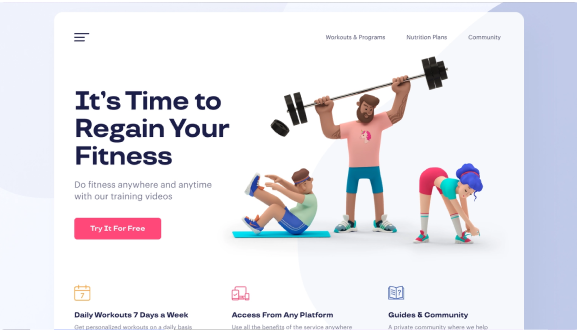 Workouts & Programs
Nutrition Plans
Community
It's Time to
Regain Your
Fitness
Do fitness anywhere and anytime
with our training videos
Try It For Free
7
?
Daily Workouts 7 Days a Week
Access From Any Platform
Guides & Community
Get personalized workouts on a daily basis
Use all the benefits of the service anywhere
A private community where we help